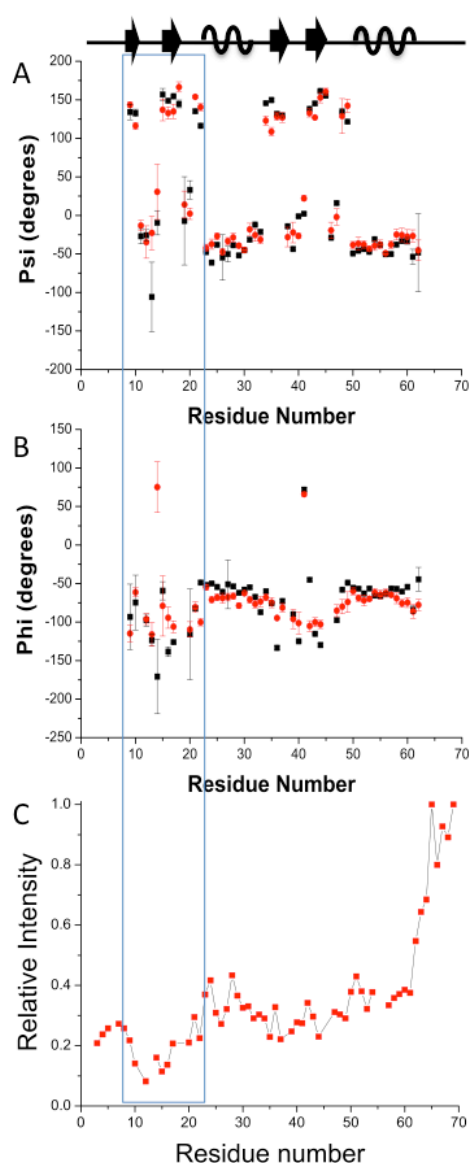 A
Psi (degrees)
200
150
100
50
0
-50
-100
-150
-200
0 10 20 30 40 50 60 70
Residue Number
B
Phi (degrees)
150
100
50
0
-50
-100
-150
-200
-250
0 10 20 30 40 50 60 70
Residue Number
C
Relative Intensity
1.0
0.8
0.6
0.4
0.2
0.0
0 10 20 30 40 50 60 70
Residue number